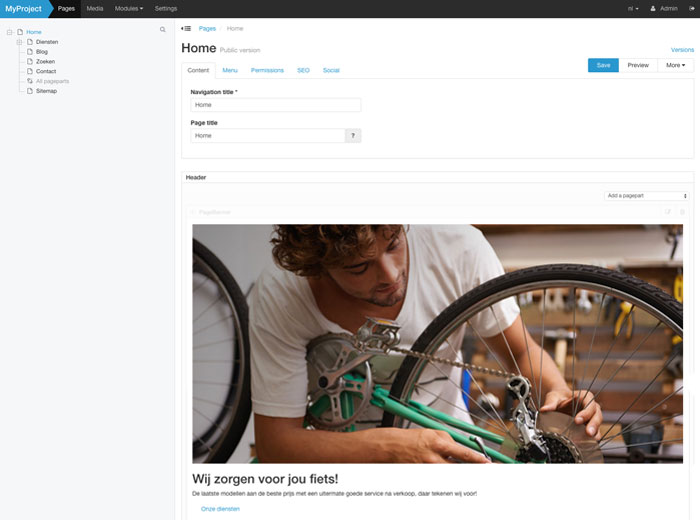 MyProject Pages Media Modules Settings nl Admin
Home
Diensten
Blog
Zoeken
Contact
All pageparts
Sitemap
Pages / Home
Home Public version
Versions
Content Menu Permissions SEO Social
Save Preview More
Navigation title *
Home
Page title
Home ?
Header
Add a pagepart
PageBanner
Wij zorgen voor jou fiets!
De laatste modellen aan de beste prijs met een uitermate goede service na verkoop, daar tekenen wij voor!
Onze diensten